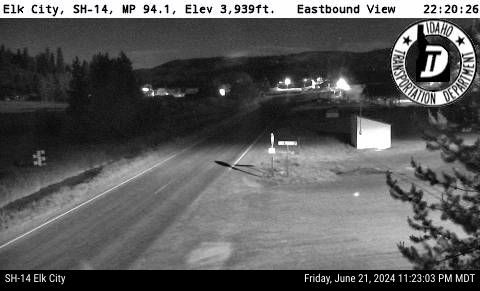 Elk City, SH-14, MP 94.1, Elev 3,939ft. Eastbound View 22:20:26
IDAHO
TRANSPORTATION DEPARTMENT
SH-14 Elk City Friday, June 21, 2024 11:23:03 PM MDT